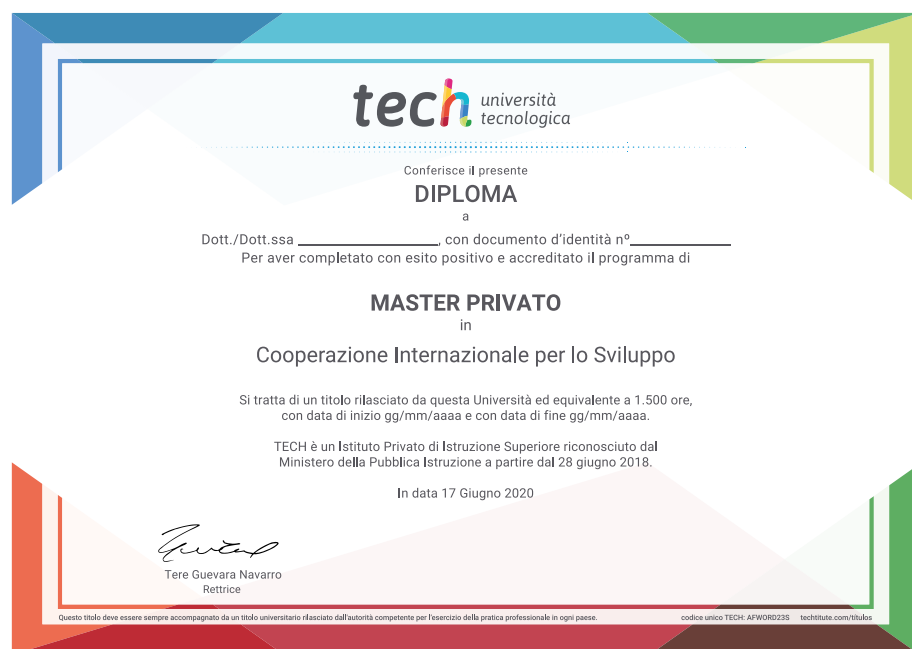 tech università
tecnologica
Conferisce il presente
DIPLOMA
a
Dott./Dott.ssa ________________, con documento d'identità nº____________
Per aver completato con esito positivo e accreditato il programma di
MASTER PRIVATO
in
Cooperazione Internazionale per lo Sviluppo
Si tratta di un titolo rilasciato da questa Università ed equivalente a 1.500 ore,
con data di inizio gg/mm/aaaa e con data di fine gg/mm/aaaa.
TECH è un Istituto Privato di Istruzione Superiore riconosciuto dal
Ministero della Pubblica Istruzione a partire dal 28 giugno 2018.
In data 17 Giugno 2020
Tere Guevara Navarro
Rettrice
Questo titolo deve essere sempre accompagnato da un titolo universitario rilasciato dall'autorità competente per l'esercizio della pratica professionale in ogni paese. codice unico TECH: AFWORD23S techtitute.com/titulos